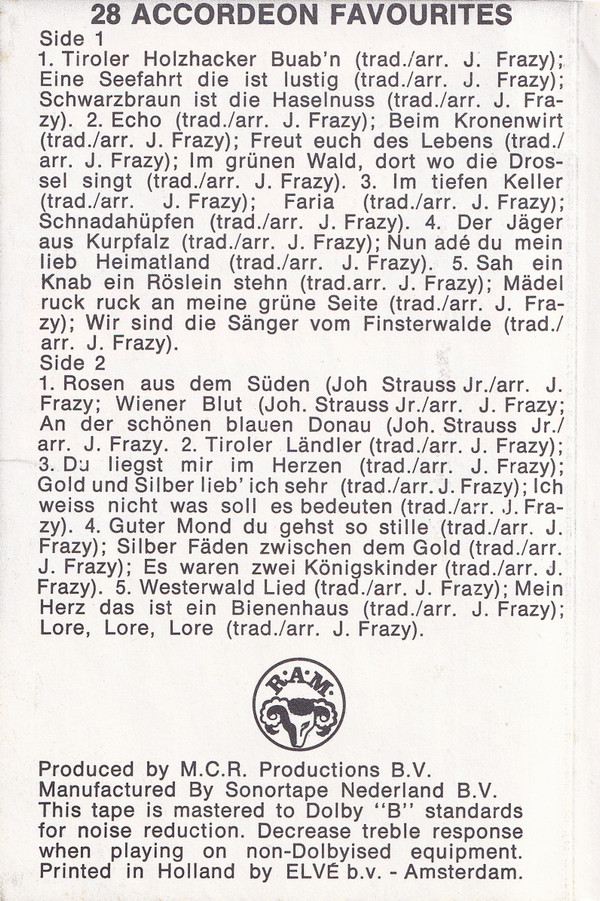 28 ACCORDEON FAVOURITES
Side 1
1. Tiroler Holzhacker Buab'n (trad./arr. J. Frazy);
Eine Seefahrt die ist lustig (trad./arr. J. Frazy);
Schwarzbraun ist die Haselnuss (trad./arr. J. Fra-
zy). 2. Echo (trad./arr. J. Frazy); Beim Kronenwirt
(trad./arr. J. Frazy); Freut euch des Lebens (trad./
arr. J. Frazy); Im grünen Wald, dort wo die Dros-
sel singt (trad./arr. J. Frazy). 3. Im tiefen Keller
(trad./arr. J. Frazy); Faria (trad./arr. J. Frazy);
Schnadahüpfen (trad./arr. J. Frazy). 4. Der Jäger
aus Kurpfalz (trad./arr. J. Frazy); Nun adé du mein
lieb Heimatland (trad./arr. J. Frazy). 5. Sah ein
Knab ein Röslein stehn (trad.arr. J. Frazy); Mädel
ruck ruck an meine grüne Seite (trad./arr. J. Fra-
zy); Wir sind die Sänger vom Finsterwalde (trad./
arr. J. Frazy).
Side 2
1. Rosen aus dem Süden (Joh Strauss Jr./arr. J.
Frazy; Wiener Blut (Joh. Strauss Jr./arr. J. Frazy;
An der schönen blauen Donau (Joh. Strauss Jr./
arr. J. Frazy. 2. Tiroler Ländler (trad./arr. J. Frazy);
3. Du liegst mir im Herzen (trad./arr. J. Frazy);
Gold und Silber lieb' ich sehr (trad./arr. J. Frazy); Ich
weiss nicht was soll es bedeuten (trad./arr. J. Fra-
zy). 4. Guter Mond du gehst so stille (trad./arr. J.
Frazy); Silber Fäden zwischen dem Gold (trad./arr.
J. Frazy); Es waren zwei Königskinder (trad./arr. J.
Frazy). 5. Westerwald Lied (trad./arr. J. Frazy); Mein
Herz das ist ein Bienenhaus (trad./arr. J. Frazy);
Lore, Lore, Lore (trad./arr. J. Frazy).
R·A·M·
Produced by M.C.R. Productions B.V.
Manufactured By Sonortape Nederland B.V.
This tape is mastered to Dolby "B" standards
for noise reduction. Decrease treble response
when playing on non-Dolbyised equipment.
Printed in Holland by ELVÉ b.v. - Amsterdam.